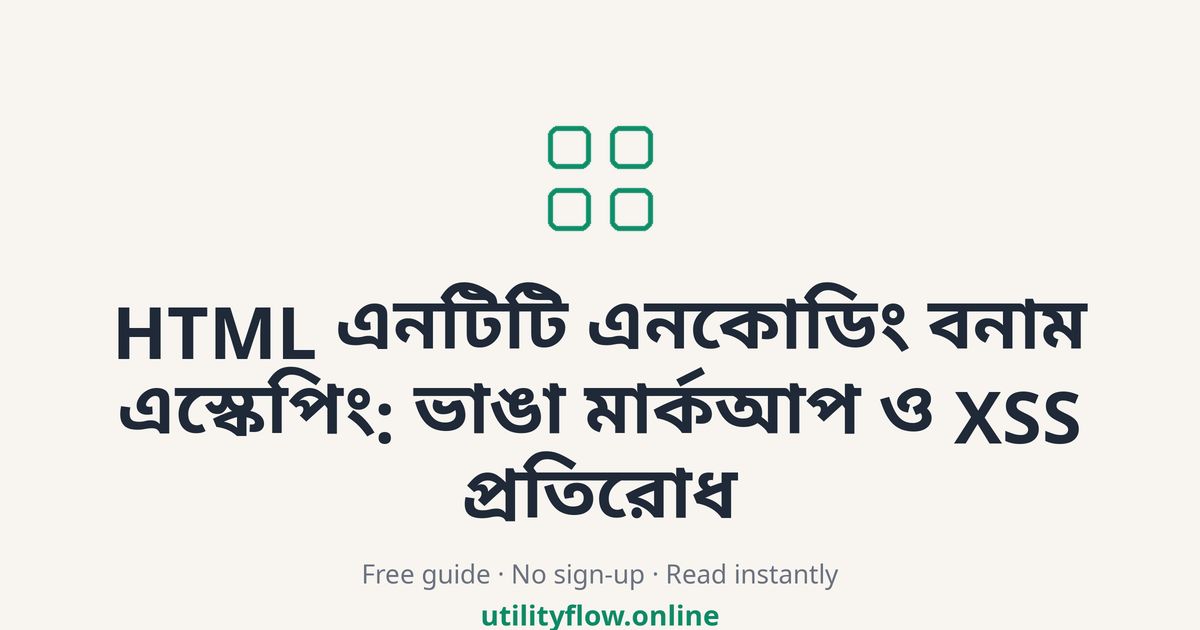 HTML এনটিটি এনকোডিং বনাম
এস্কেপিং: ভাঙা মার্কআপ ও XSS
প্রতিরোধ
Free guide · No sign-up · Read instantly
utilityflow.online